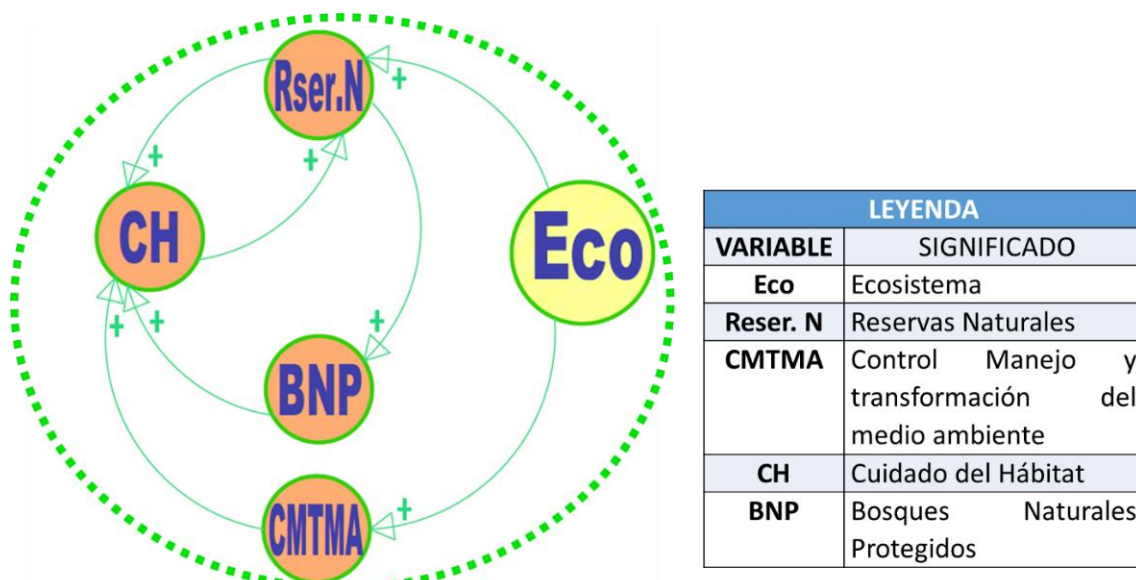 Rser.N
+
+
+
CH
Eco
+
+
+
BNP
CMTMA
+
LEYENDA
VARIABLE SIGNIFICADO
Eco Ecosistema
Reser. N Reservas Naturales
CMTMA Control Manejo y
transformación del
medio ambiente
CH Cuidado del Hábitat
BNP Bosques Naturales
Protegidos